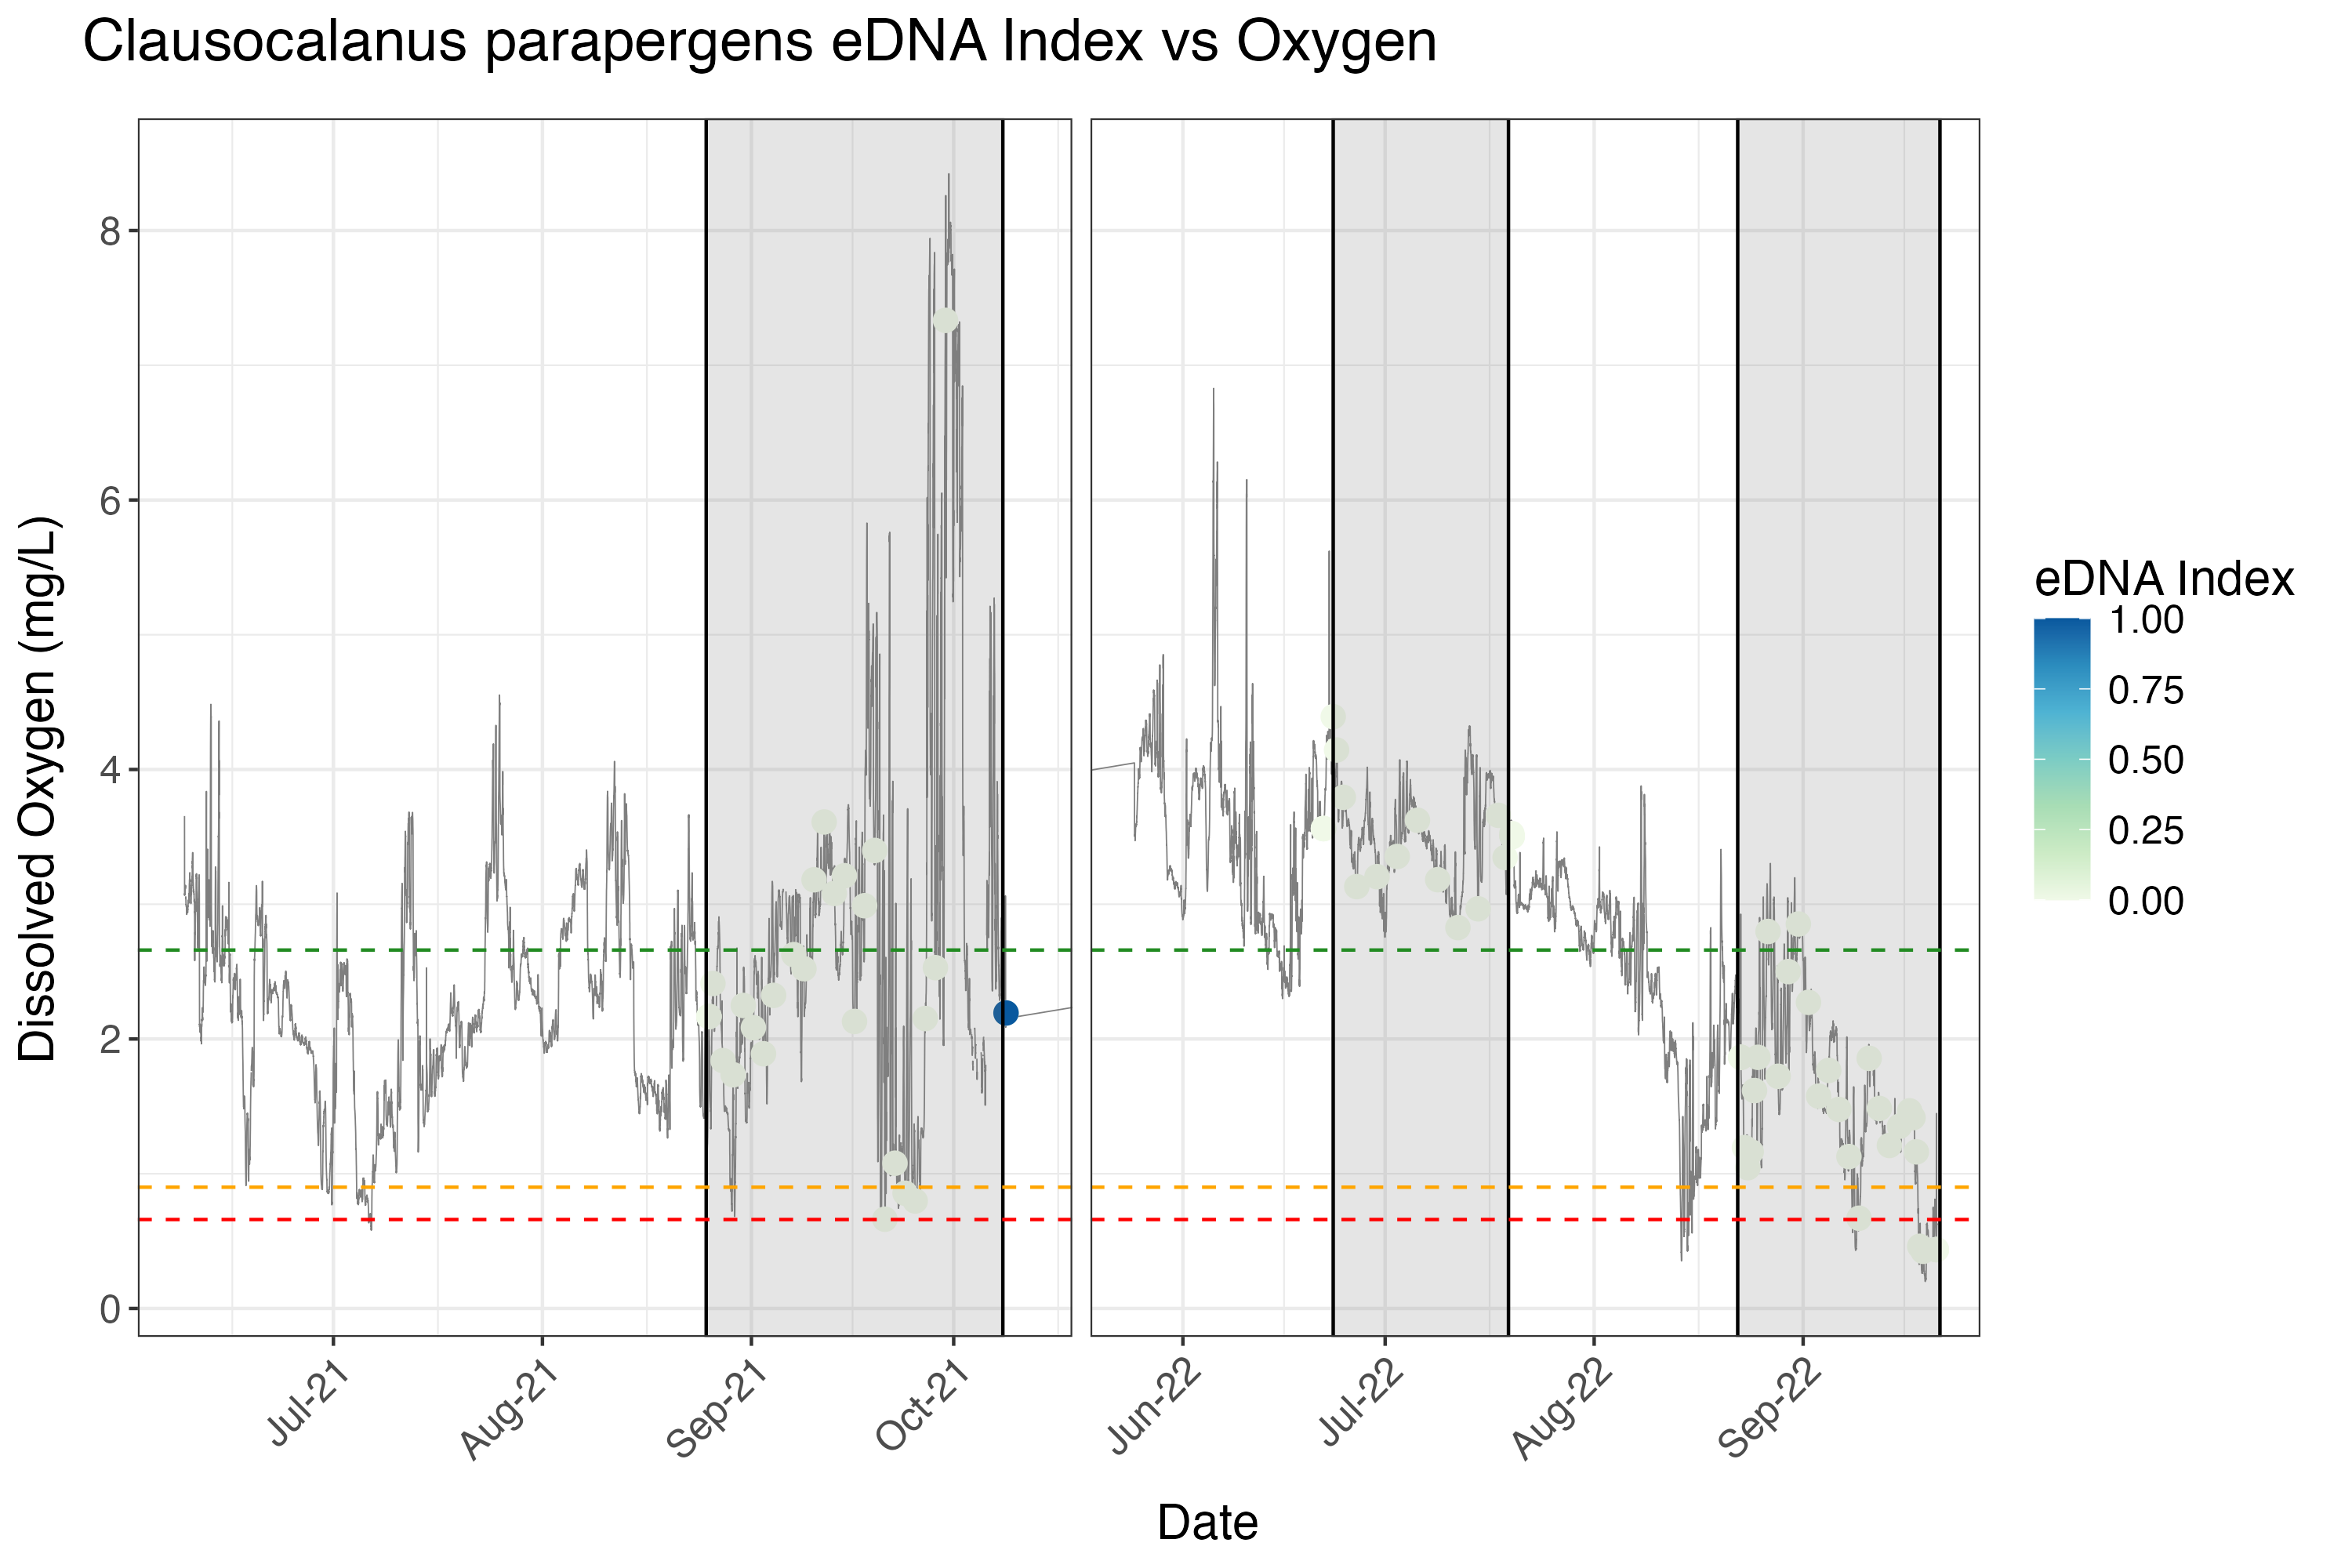 Clausocalanus parapergens eDNA Index vs Oxygen
Dissolved Oxygen (mg/L)
8
6
4
2
0
Jul-21
Aug-21
Sep-21
Oct-21
Jun-22
Jul-22
Aug-22
Sep-22
Date
eDNA Index
1.00
0.75
0.50
0.25
0.00